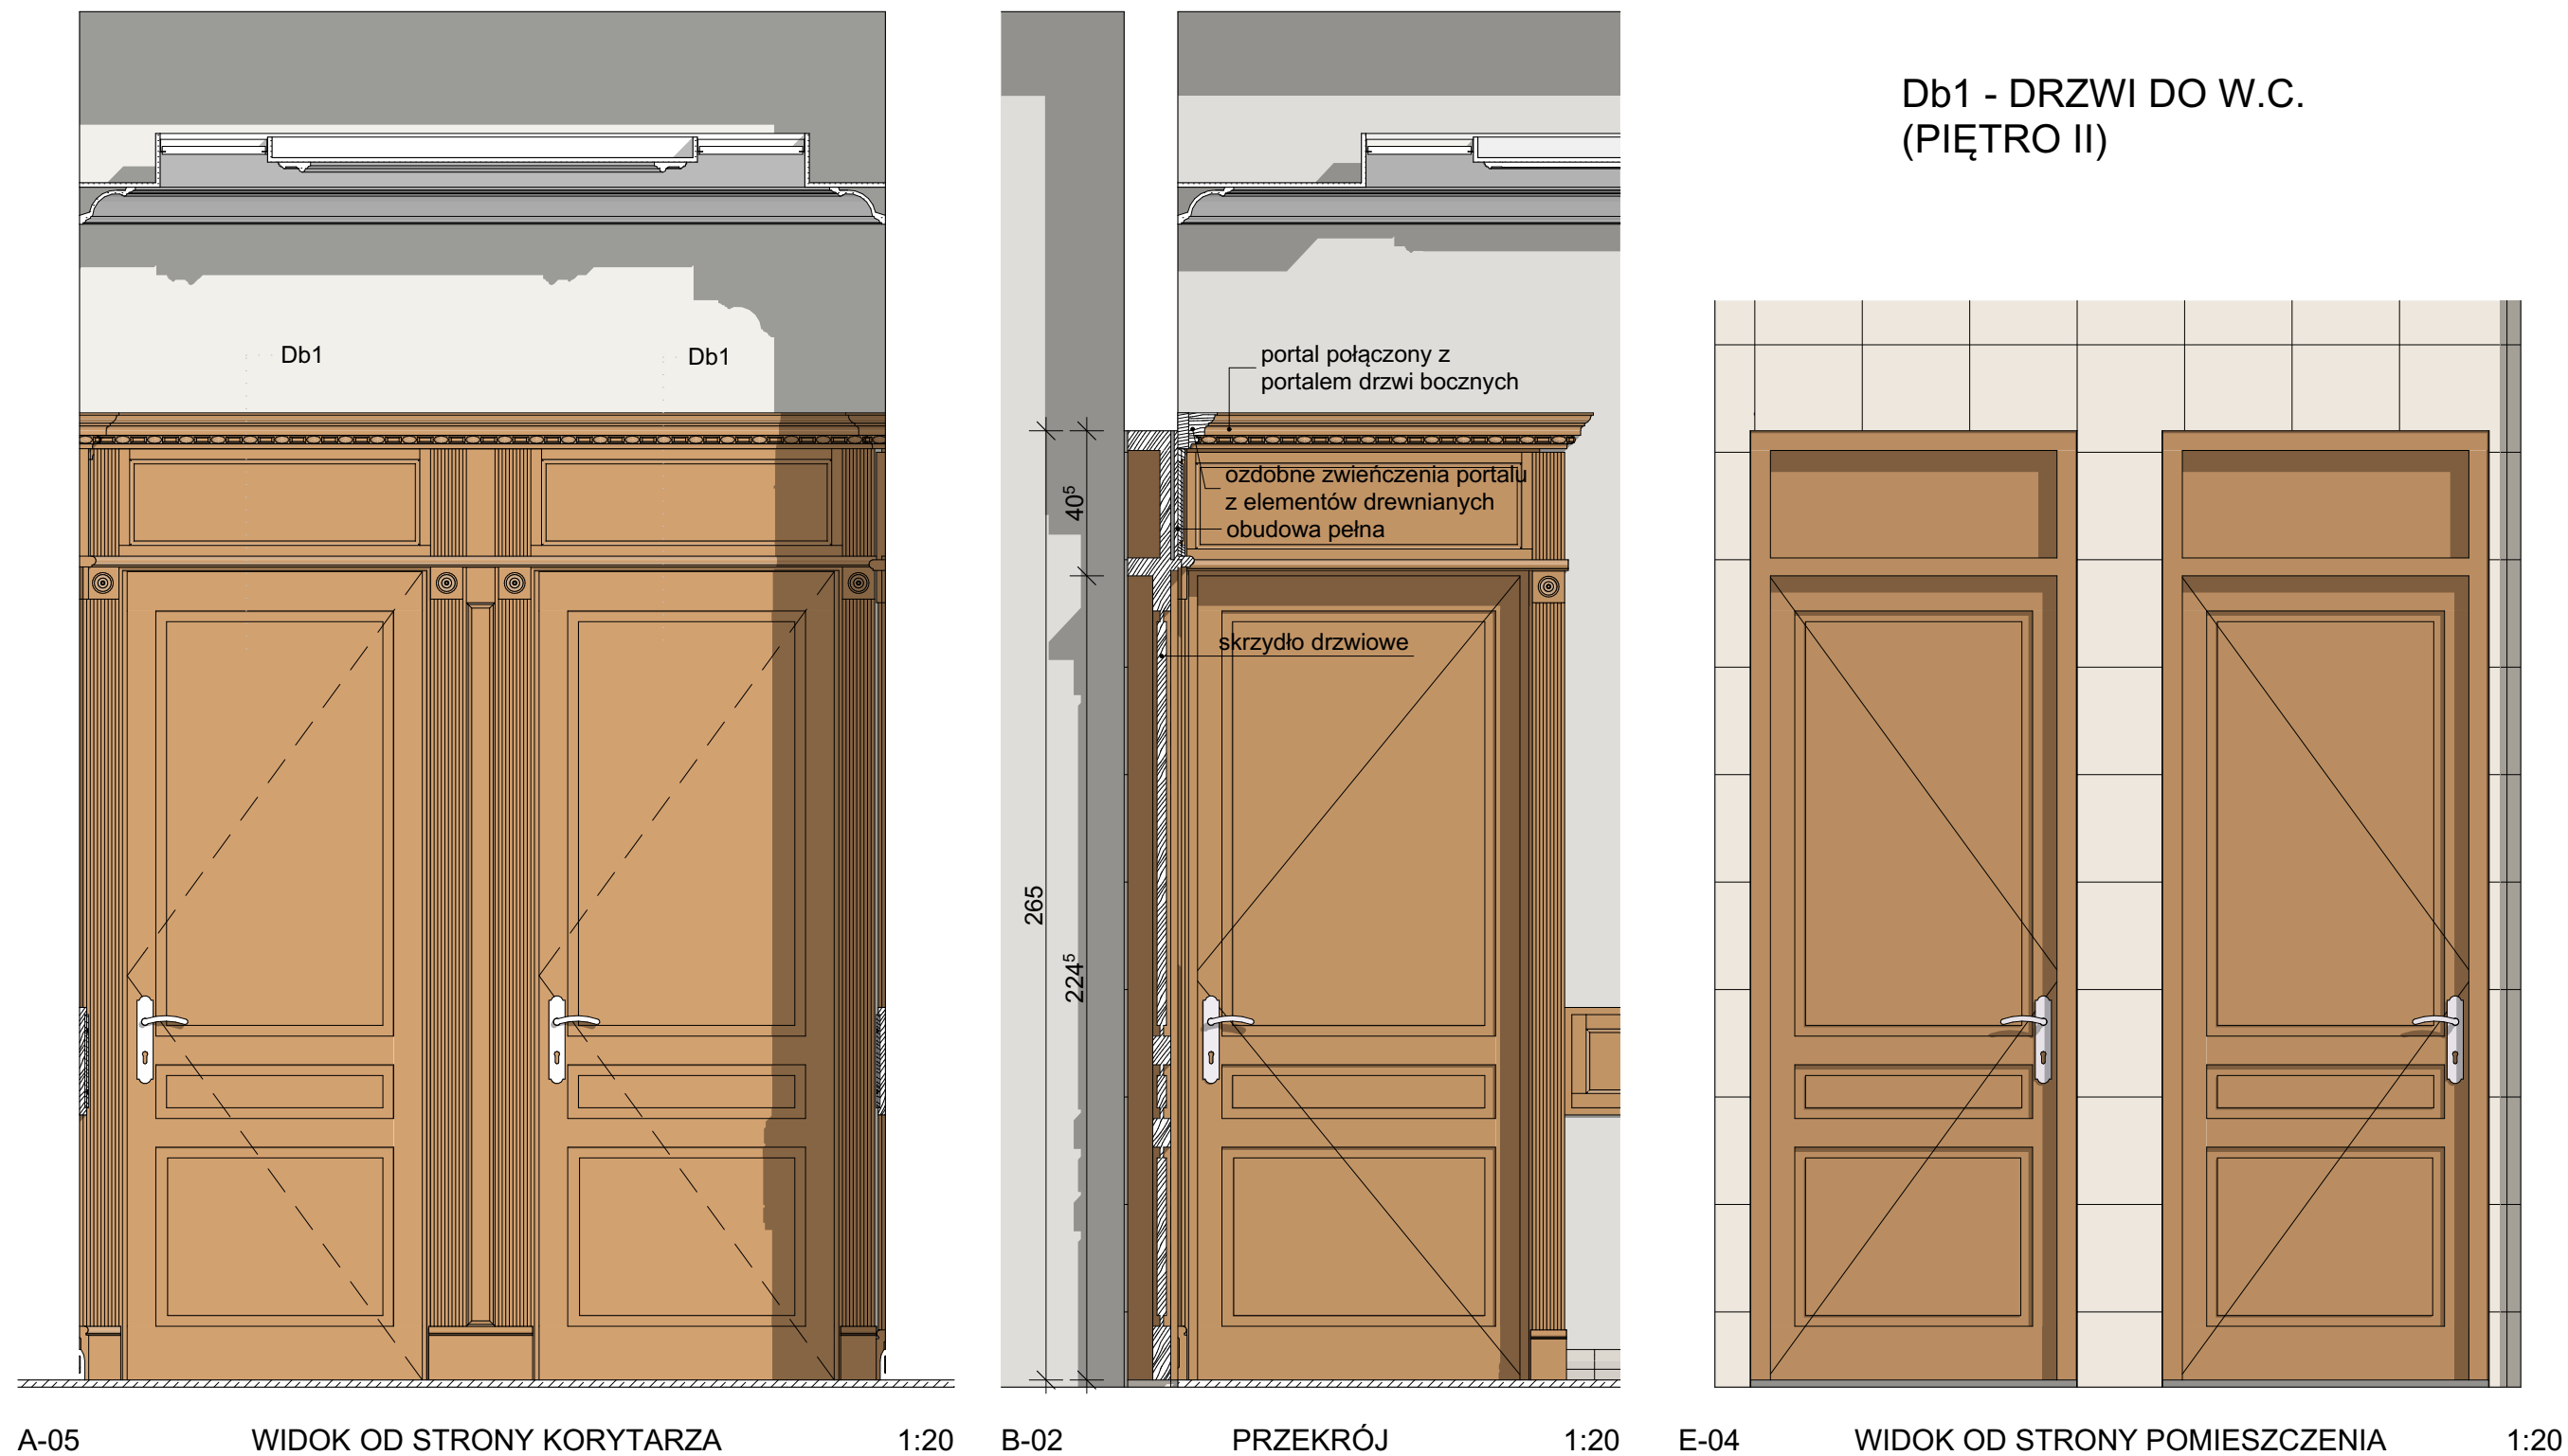 Db1 - DRZWI DO W.C.
(PIĘTRO II)
Db1
Db1
portal połączony z
portalem drzwi bocznych
ozdobne zwieńczenia portalu
z elementów drewnianych
obudowa pełna
skrzydło drzwiowe
40⁵
265
224⁵
A-05 WIDOK OD STRONY KORYTARZA 1:20
B-02 PRZEKRÓJ 1:20
E-04 WIDOK OD STRONY POMIESZCZENIA 1:20